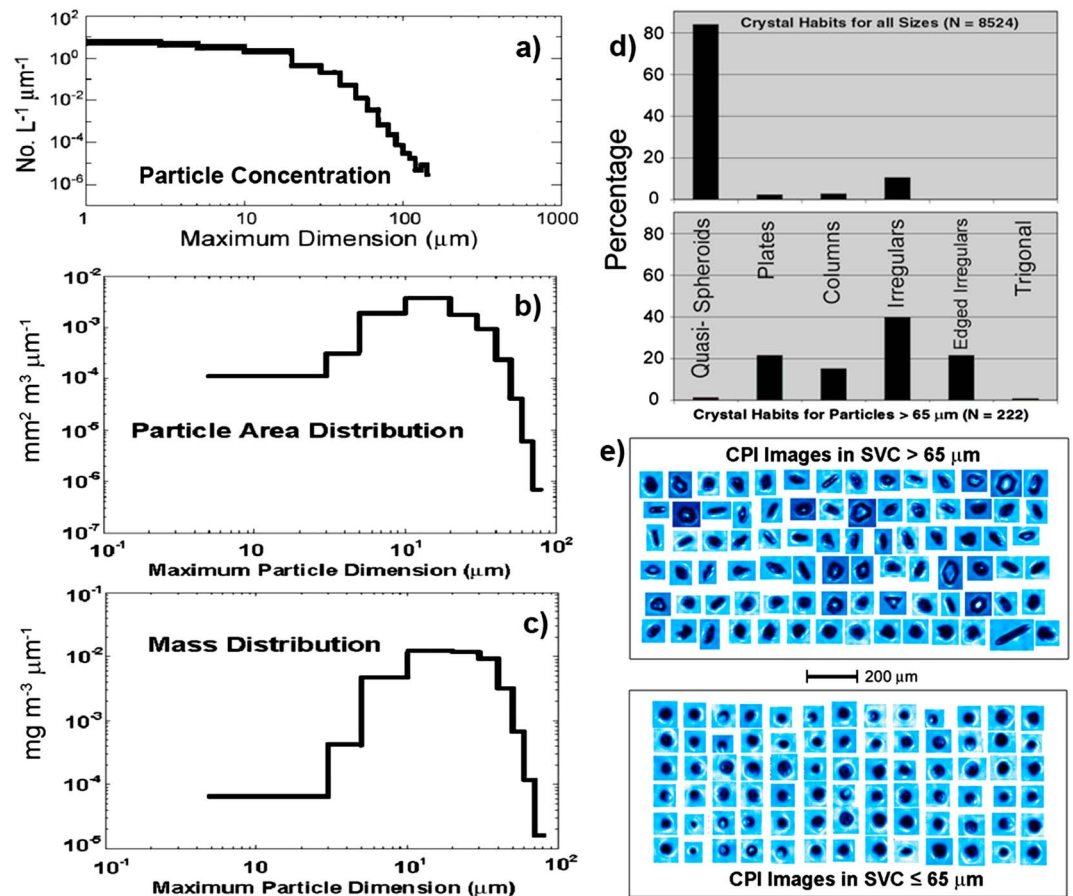 a)
10² 
10⁰
10⁻²
10⁻⁴
10⁻⁶
No. L⁻¹ μm⁻¹
Particle Concentration
1
10
100
1000
Maximum Dimension (μm)
b)
10⁻²
10⁻³
10⁻⁴
10⁻⁵
10⁻⁶
10⁻⁷
mm² m³ μm⁻¹
Particle Area Distribution
10⁻¹
10⁰
10¹
10²
Maximum Particle Dimension (μm)
c)
10⁻¹
10⁻²
10⁻³
10⁻⁴
10⁻⁵
mg m⁻³ μm⁻¹
Mass Distribution
10⁻¹
10⁰
10¹
10²
Maximum Particle Dimension (μm)
d)
Crystal Habits for all Sizes (N = 8524)
80
60
40
20
0
Percentage
80
60
40
20
0
Quasi- Spheroids
Plates
Columns
Irregulars
Edged Irregulars
Trigonal
Crystal Habits for Particles > 65 μm (N = 222)
e)
CPI Images in SVC > 65 μm
200 μm
CPI Images in SVC ≤ 65 μm